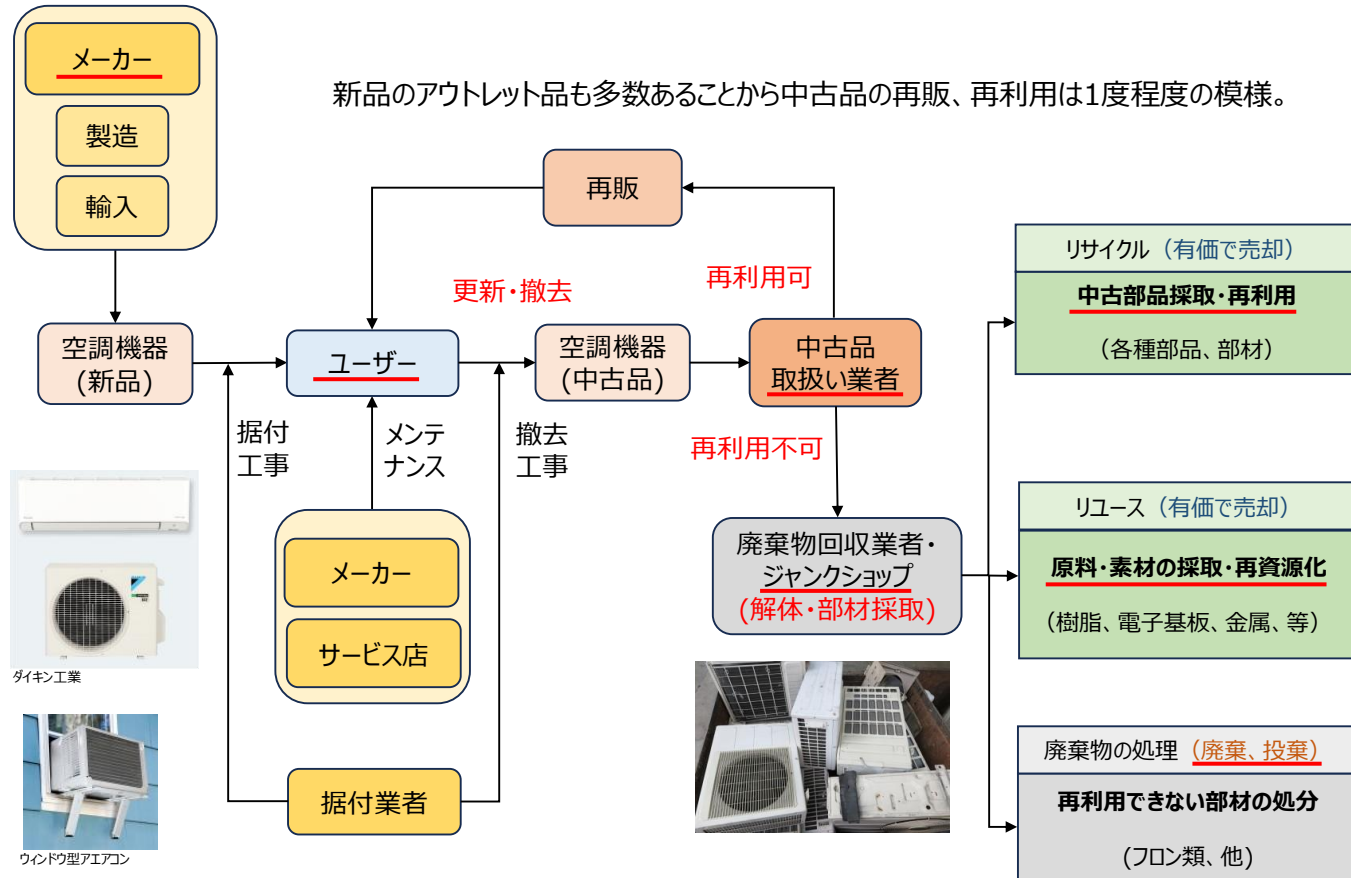 メーカー
製造
輸入
新品のアウトレット品も多数あることから中古品の再販、再利用は1度程度の模様。
再販
更新・撤去
再利用可
空調機器
(新品)
ユーザー
空調機器
(中古品)
中古品
取扱い業者
据付
工事
メンテ
ナンス
撤去
工事
再利用不可
メーカー
サービス店
据付業者
廃棄物回収業者・
ジャンクショップ
(解体・部材採取)
リサイクル（有価で売却）
中古部品採取・再利用
（各種部品、部材）
リユース（有価で売却）
原料・素材の採取・再資源化
（樹脂、電子基板、金属、等）
廃棄物の処理（廃棄、投棄）
再利用できない部材の処分
(フロン類、他)
ダイキン工業
ウィンドウ型アエアコン